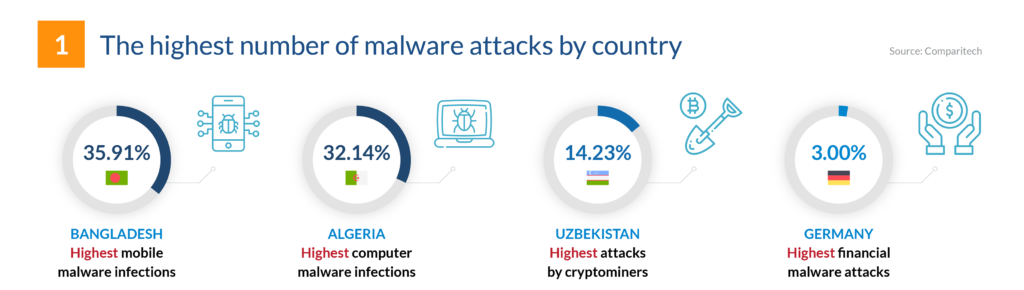 1
The highest number of malware attacks by country
Source: Comparitech
35.91%
BANGLADESH
Highest mobile
malware infections
32.14%
ALGERIA
Highest computer
malware infections
14.23%
UZBEKISTAN
Highest attacks
by cryptominers
3.00%
GERMANY
Highest financial
malware attacks